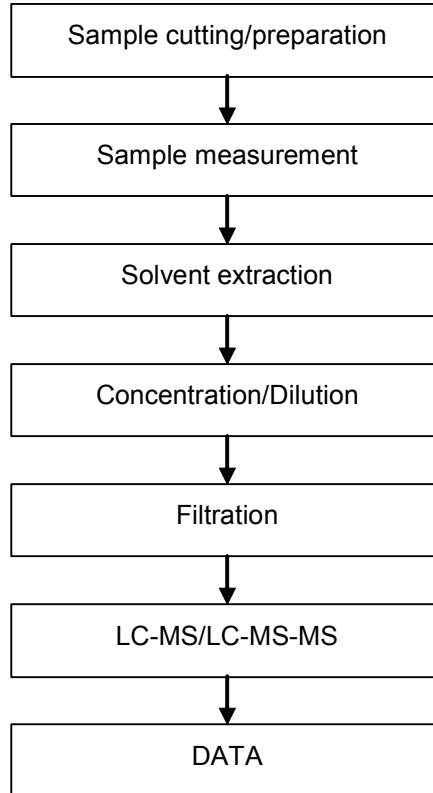 Sample cutting/preparation
Sample measurement
Solvent extraction
Concentration/Dilution
Filtration
LC-MS/LC-MS-MS
DATA